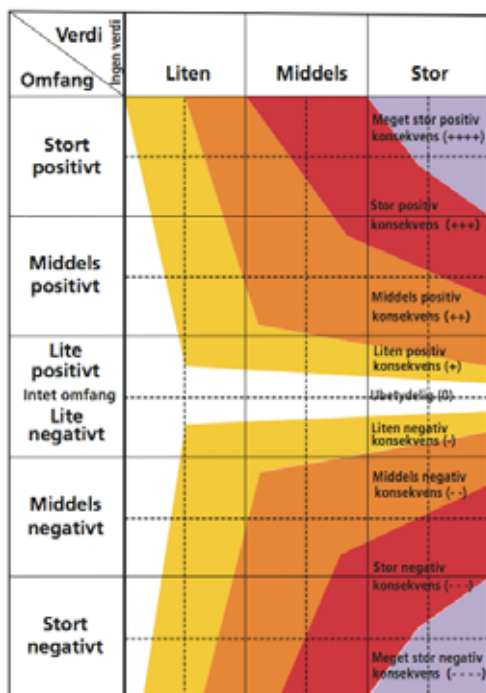 Verdi
Omfang
Ingen verdi
Liten
Middels
Stor
Stort
positivt
Meget stor positiv
konsekvens (++++)
Stor positiv
konsekvens (+++)
Middels
positivt
Middels positiv
konsekvens (++)
Lite
positivt
Liten positiv
konsekvens (+)
Intet omfang
Ubetydelig (0)
Lite
negativt
Liten negativ
konsekvens (-)
Middels
negativt
Middels negativ
konsekvens (- -)
Stor negativ
konsekvens (- - -)
Stort
negativt
Meget stor negativ
konsekvens (- - - -)